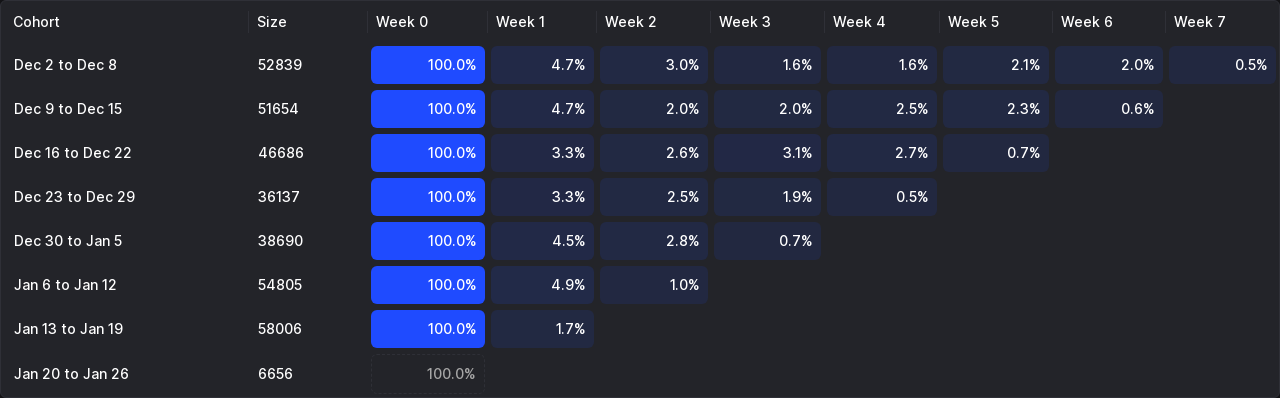 Cohort Size Week 0 Week 1 Week 2 Week 3 Week 4 Week 5 Week 6 Week 7
Dec 2 to Dec 8 52839 100.0% 4.7% 3.0% 1.6% 1.6% 2.1% 2.0% 0.5%
Dec 9 to Dec 15 51654 100.0% 4.7% 2.0% 2.0% 2.5% 2.3% 0.6%
Dec 16 to Dec 22 46686 100.0% 3.3% 2.6% 3.1% 2.7% 0.7%
Dec 23 to Dec 29 36137 100.0% 3.3% 2.5% 1.9% 0.5%
Dec 30 to Jan 5 38690 100.0% 4.5% 2.8% 0.7%
Jan 6 to Jan 12 54805 100.0% 4.9% 1.0%
Jan 13 to Jan 19 58006 100.0% 1.7%
Jan 20 to Jan 26 6656 100.0%